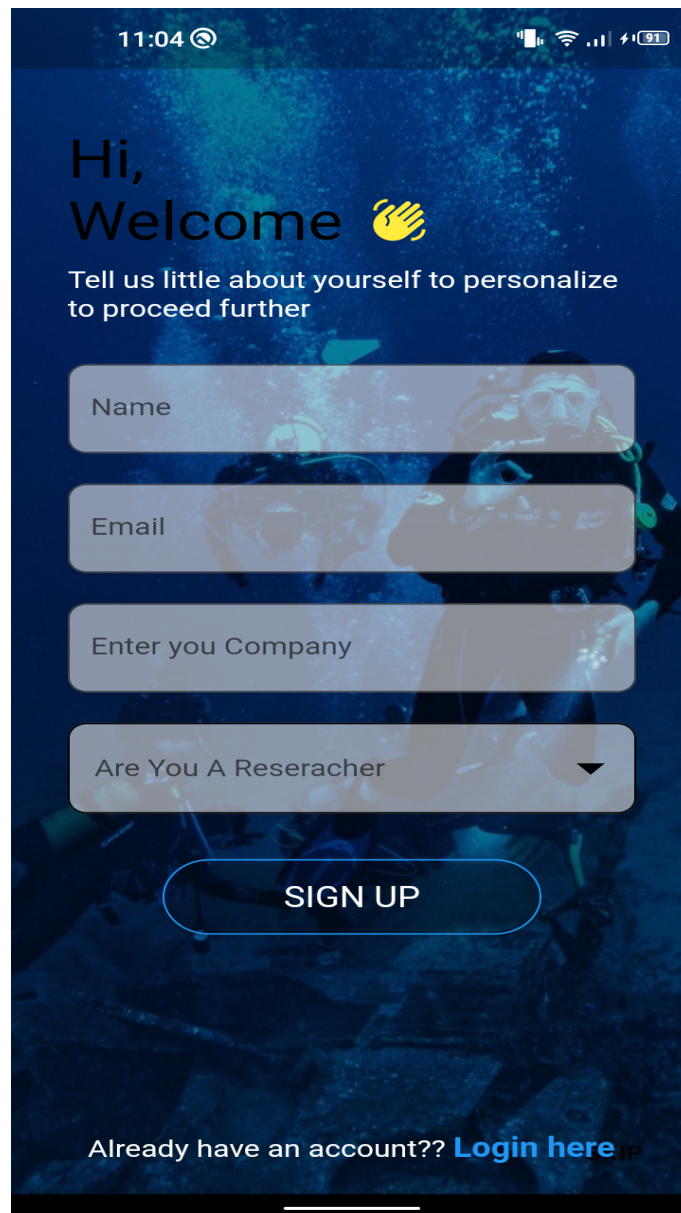 11:04
91
Hi,
Welcome
Tell us little about yourself to personalize
to proceed further
Name
Email
Enter you Company
Are You A Reseracher
SIGN UP
Already have an account?? Login here